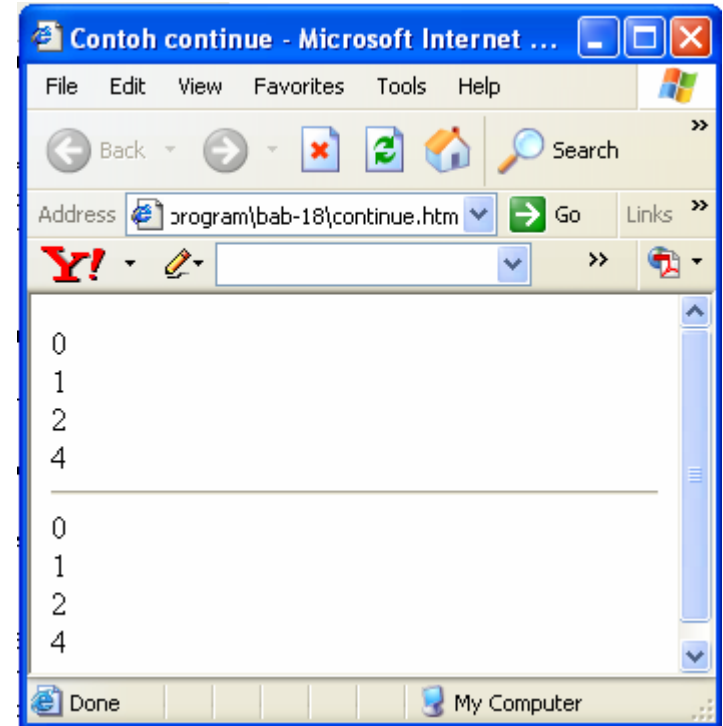 Contoh continue - Microsoft Internet ...
File Edit View Favorites Tools Help
Back Search »
Address program\bab-18\continue.htm Go Links »
Y! »
0
1
2
4
0
1
2
4
Done My Computer